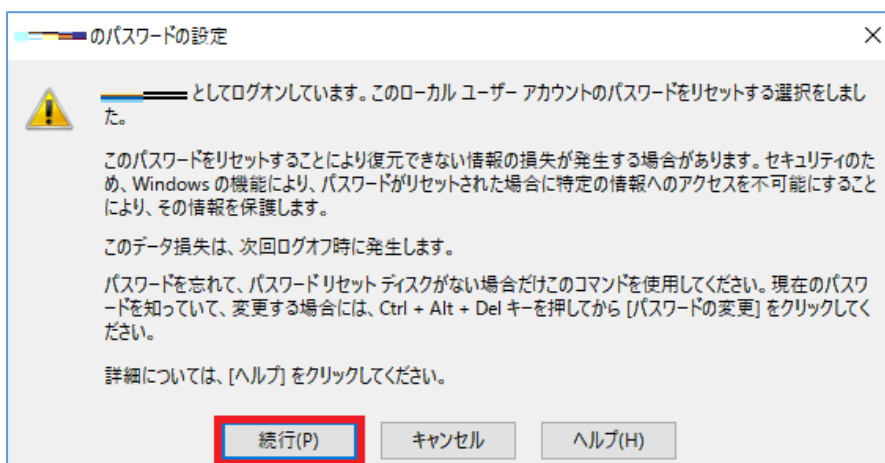 のパスワードの設定
としてログオンしています。このローカル ユーザー アカウントのパスワードをリセットする選択をしまし
た。
このパスワードをリセットすることにより復元できない情報の損失が発生する場合があります。セキュリティのた
め、Windows の機能により、パスワードがリセットされた場合に特定の情報へのアクセスを不可能にすること
により、その情報を保護します。
このデータ損失は、次回ログオフ時に発生します。
パスワードを忘れて、パスワード リセット ディスクがない場合だけこのコマンドを使用してください。現在のパスワ
ードを知っていて、変更する場合には、Ctrl + Alt + Del キーを押してから [パスワードの変更] をクリックしてく
ださい。
詳細については、[ヘルプ] をクリックしてください。
続行(P) キャンセル ヘルプ(H)